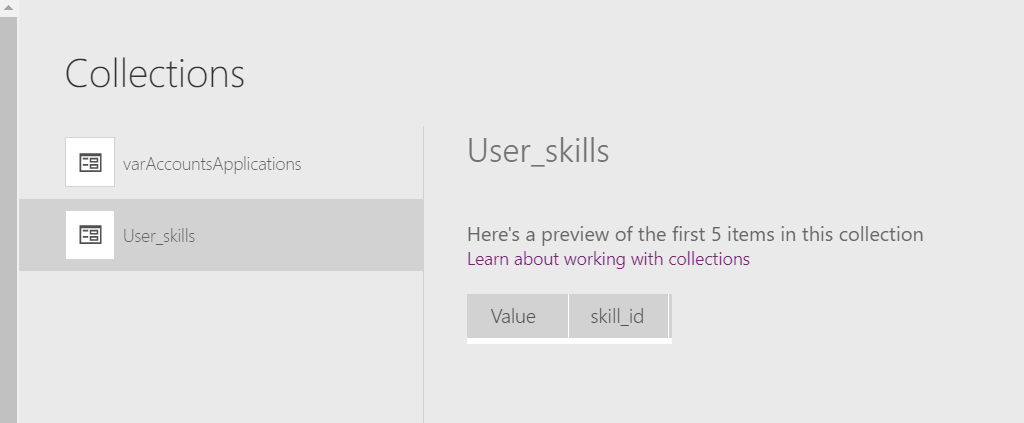 Collections
varAccountsApplications
User_skills
User_skills
Here's a preview of the first 5 items in this collection
Learn about working with collections
Value skill_id